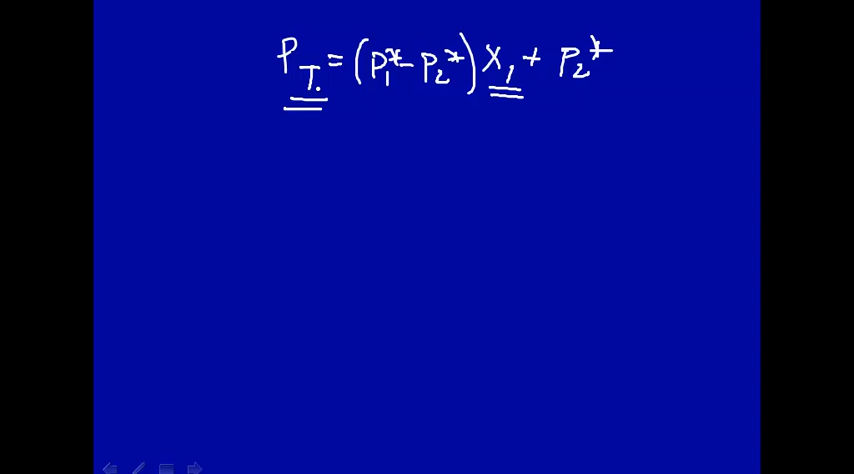 P_T. = (P_1^* - P_2^*) X_1 + P_2^*